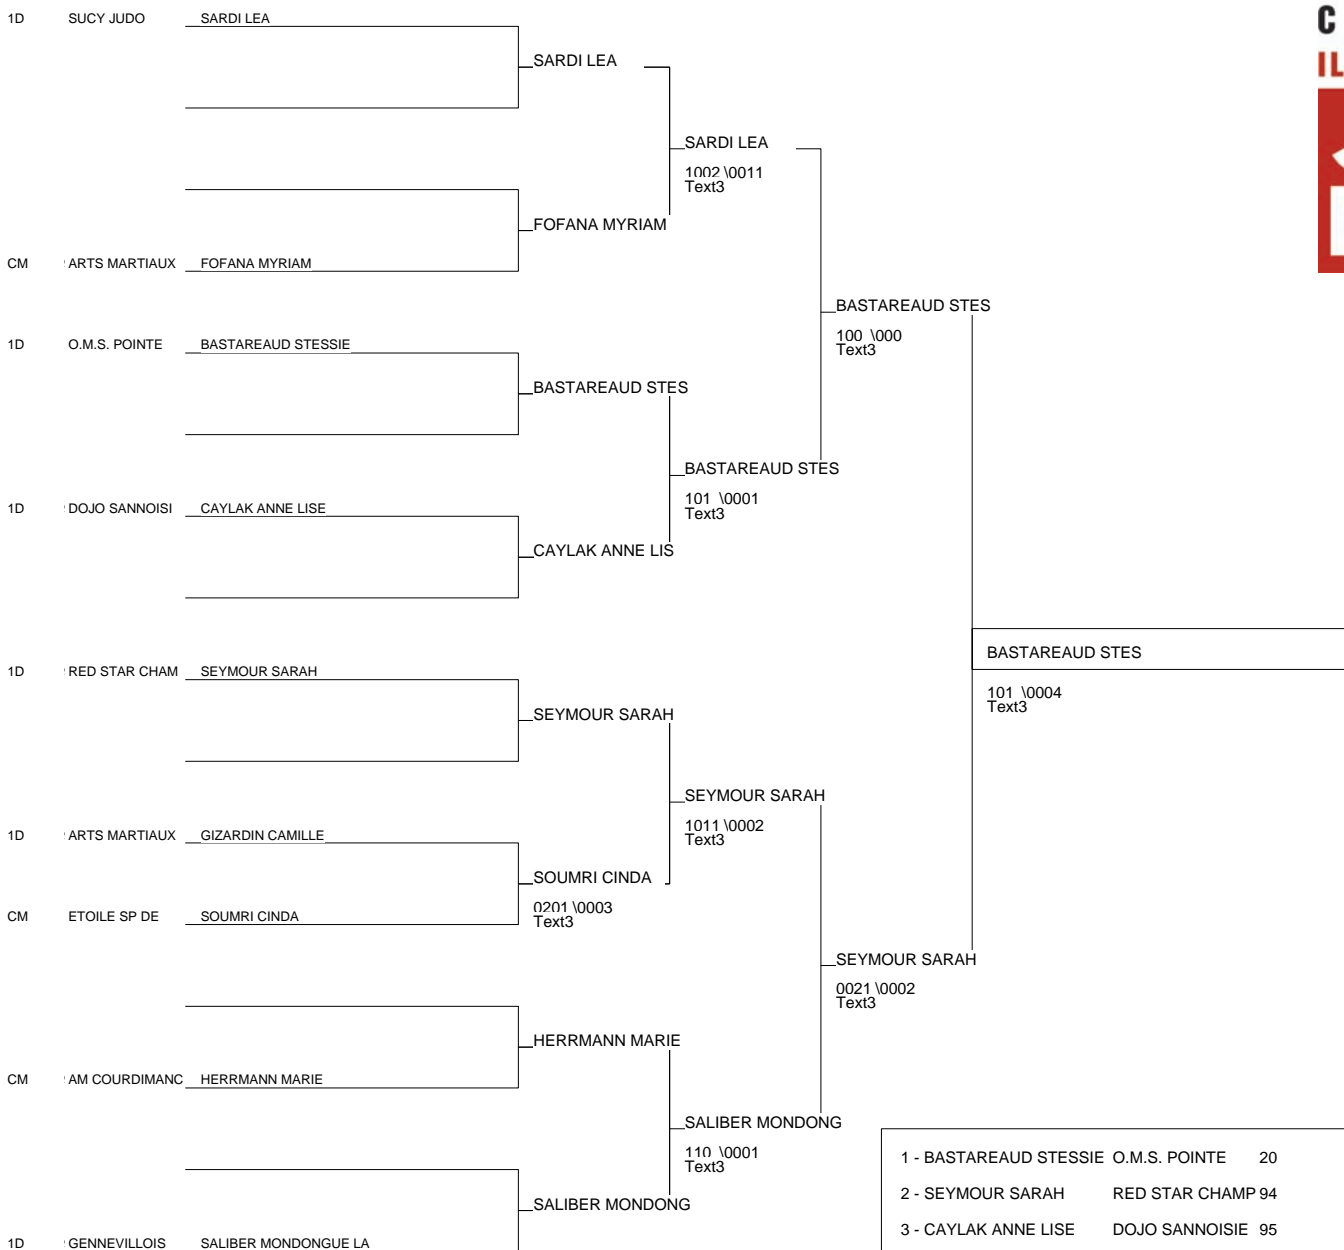 1D SUCY JUDO SARDI LEA
C
SARDI LEA
IL
SARDI LEA
1002 \0011
Text3
FOFANA MYRIAM
CM ARTS MARTIAUX FOFANA MYRIAM
BASTAREAUD STES
100 \000
Text3
1D O.M.S. POINTE BASTAREAUD STESSIE
BASTAREAUD STES
BASTAREAUD STES
101 \0001
Text3
1D DOJO SANNOISI CAYLAK ANNE LISE
CAYLAK ANNE LIS
BASTAREAUD STES
101 \0004
Text3
1D RED STAR CHAM SEYMOUR SARAH
SEYMOUR SARAH
SEYMOUR SARAH
1011 \0002
Text3
1D ARTS MARTIAUX GIZARDIN CAMILLE
SOUMRI CINDA
0201 \0003
Text3
CM ETOILE SP DE SOUMRI CINDA
SEYMOUR SARAH
0021 \0002
Text3
HERRMANN MARIE
CM AM COURDIMANC HERRMANN MARIE
SALIBER MONDONG
110 \0001
Text3
SALIBER MONDONG
1D GENNEVILLOIS SALIBER MONDONGUE LA
1 - BASTAREAUD STESSIE O.M.S. POINTE 20
2 - SEYMOUR SARAH RED STAR CHAMP 94
3 - CAYLAK ANNE LISE DOJO SANNOISIE 95